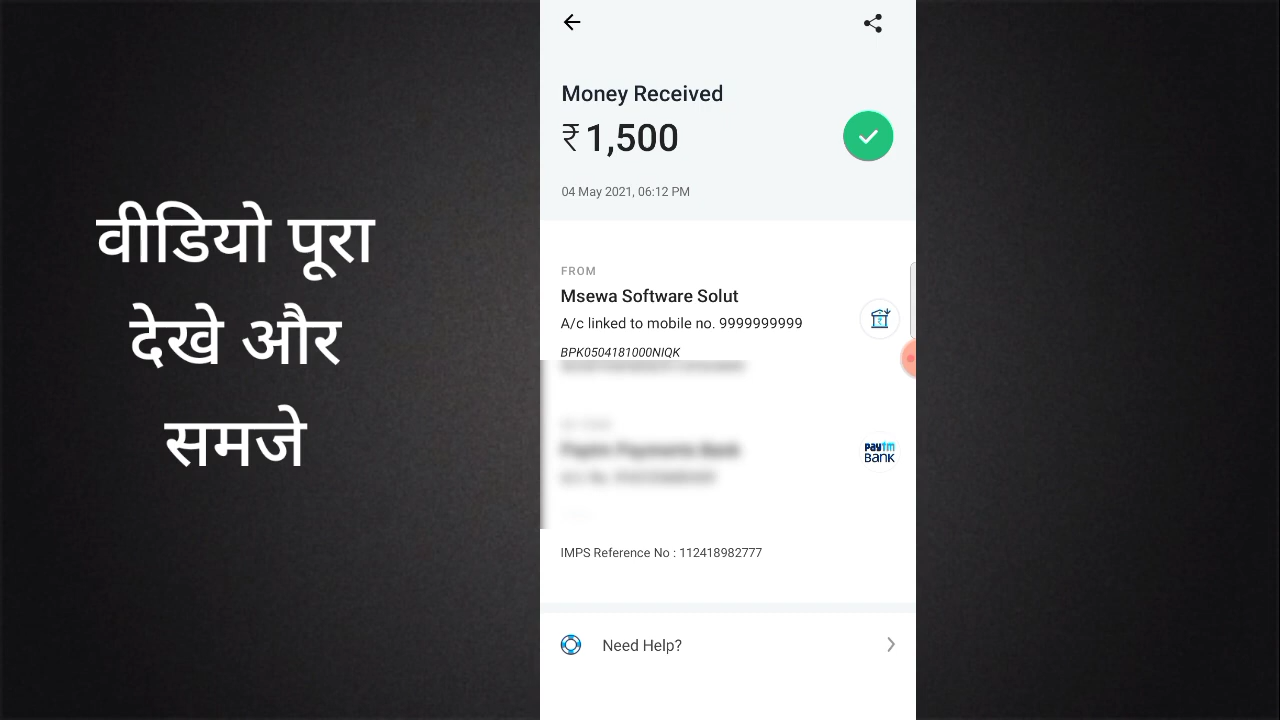 वीडियो पूरा
देखे और
समजे
Money Received
₹1,500
04 May 2021, 06:12 PM
FROM
Msewa Software Solut
A/c linked to mobile no. 9999999999
BPK0504181000NIQK
paytm
BANK
IMPS Reference No : 112418982777
Need Help?